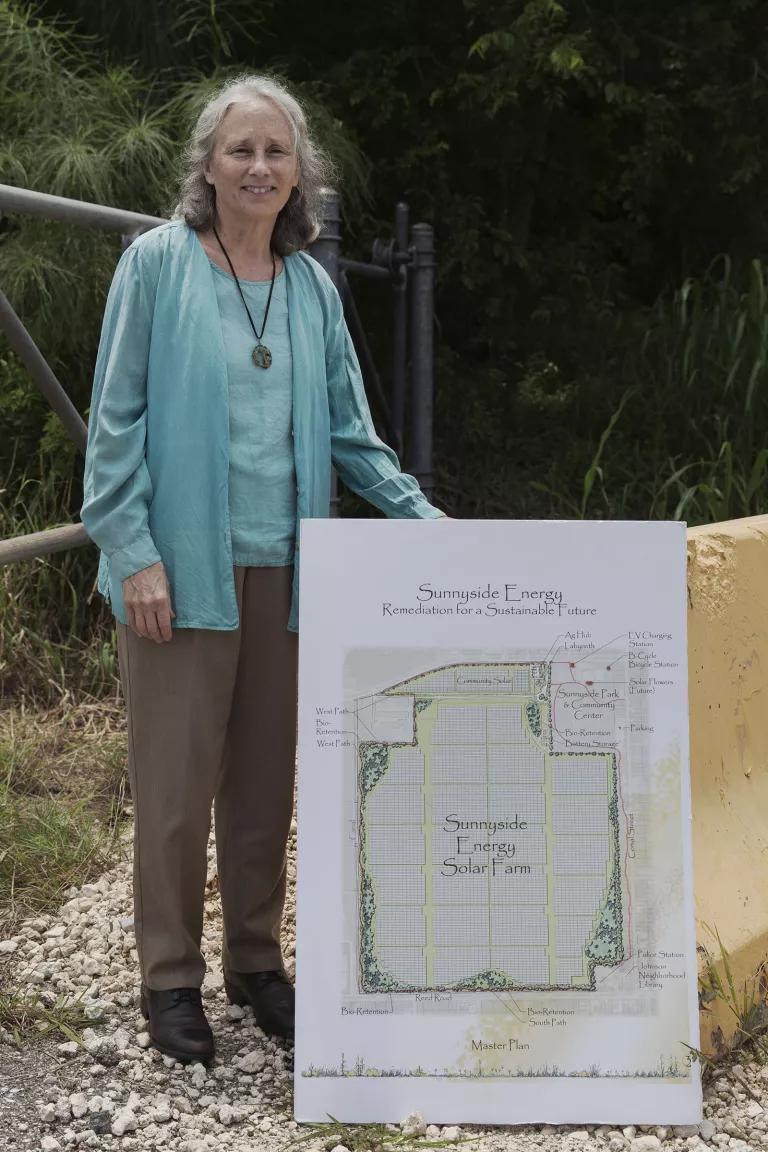 Sunnyside Energy
Remediation for a Sustainable Future
Ag Hub
Labyrinth
EV Charging
Station
B-Cycle
Bicycle Station
Solar Flowers
(Future)
Community Solar
Sunnyside Park
& Community
Center
Parking
Bio-Retention
Battery Storage
West Path
Bio-
Retention
West Path
Sunnyside
Energy
Solar Farm
Comal Street
Police Station
Johnson
Neighborhood
Library
Reed Road
Bio-Retention
Bio-Retention
South Path
Master Plan